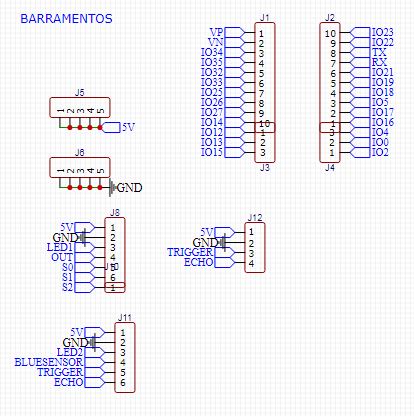 BARRAMENTOS
J1 J2
VP 1 10 IO23
VN 2 9 IO22
IO34 3 8 TX
IO35 4 7 RX
IO32 5 6 IO21
IO33 6 5 IO19
IO25 7 4 IO18
IO26 8 3 IO5
IO27 9 2 IO17
IO14 10 1 IO16
IO12 1 3 IO4
IO13 2 2 IO0
IO15 3 1 IO2
J3 J4
J5
1 2 3 4 5
5V
J6
1 2 3 4 5
GND
J8
5V 1
GND 2
LED1 3
OUT 4
S0 J10 5
S1 6
S2 1
J12
5V 1
GND 2
TRIGGER 3
ECHO 4
J11
5V 1
GND 2
LED2 3
BLUESENSOR 4
TRIGGER 5
ECHO 6